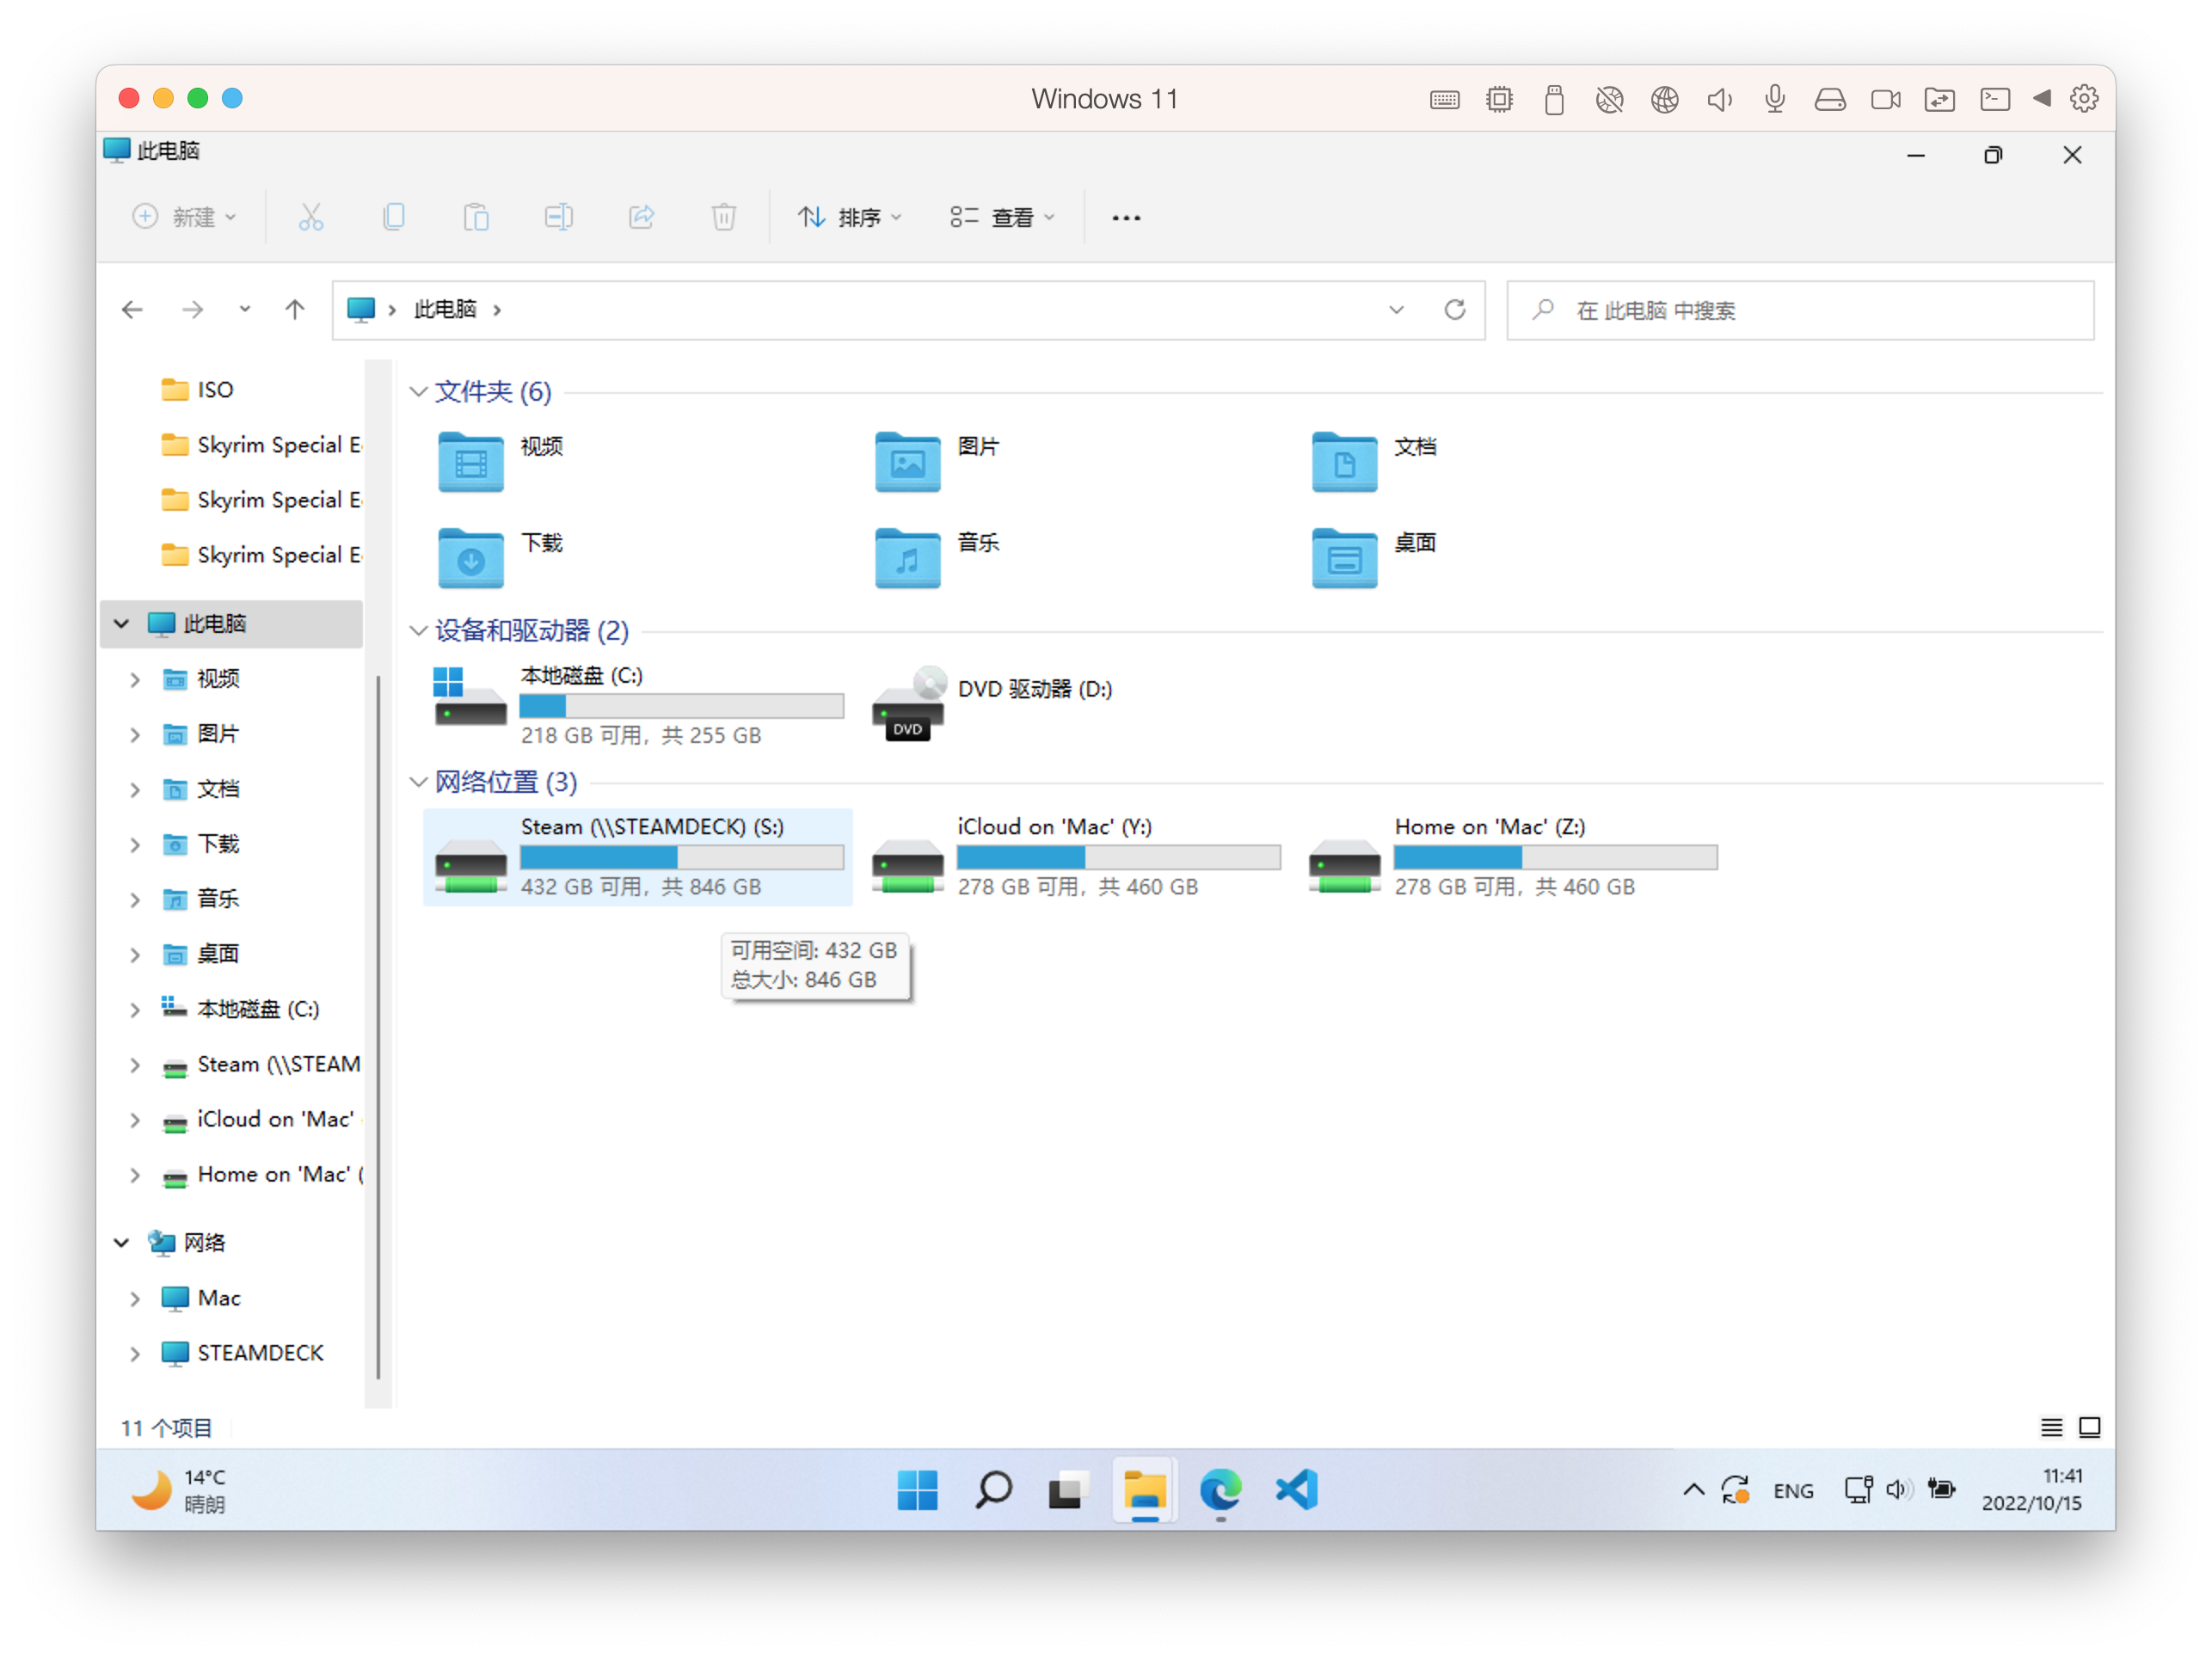 Windows 11
此电脑
新建
排序
查看
此电脑
在 此电脑 中搜索
ISO
Skyrim Special E
Skyrim Special E
Skyrim Special E
此电脑
视频
图片
文档
下载
音乐
桌面
本地磁盘 (C:)
Steam (\\STEAM
iCloud on 'Mac'
Home on 'Mac' (
网络
Mac
STEAMDECK
文件夹 (6)
视频
图片
文档
下载
音乐
桌面
设备和驱动器 (2)
本地磁盘 (C:)
218 GB 可用，共 255 GB
DVD
DVD 驱动器 (D:)
网络位置 (3)
Steam (\\STEAMDECK) (S:)
432 GB 可用，共 846 GB
iCloud on 'Mac' (Y:)
278 GB 可用，共 460 GB
Home on 'Mac' (Z:)
278 GB 可用，共 460 GB
可用空间: 432 GB
总大小: 846 GB
11 个项目
14°C
晴朗
ENG
11:41
2022/10/15